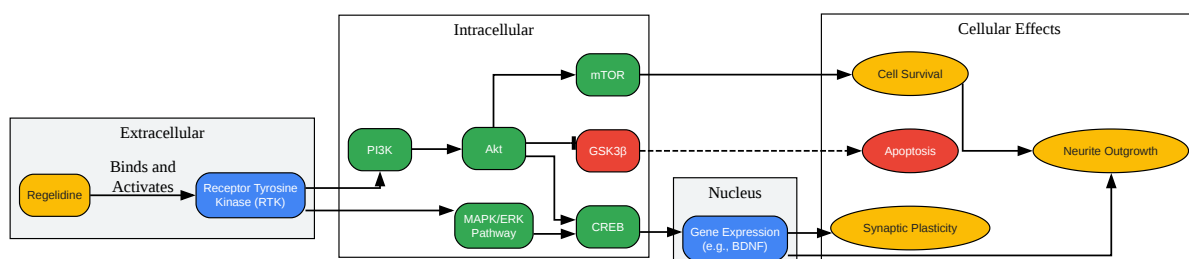 Extracellular
Regelidine
Binds and
Activates
Receptor Tyrosine
Kinase (RTK)
Intracellular
PI3K
Akt
mTOR
GSK3β
MAPK/ERK
Pathway
CREB
Nucleus
Gene Expression
(e.g., BDNF)
Cellular Effects
Cell Survival
Apoptosis
Synaptic Plasticity
Neurite Outgrowth